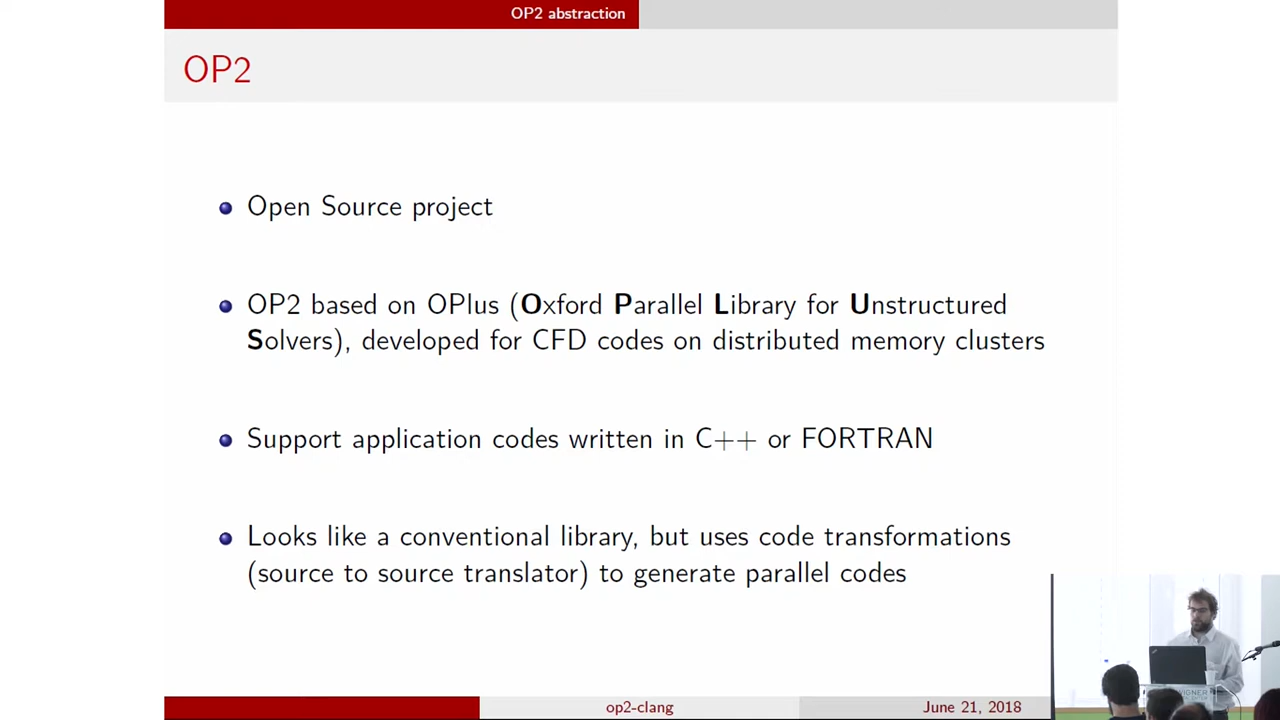 OP2 abstraction
OP2
Open Source project
OP2 based on OPlus (Oxford Parallel Library for Unstructured
Solvers), developed for CFD codes on distributed memory clusters
Support application codes written in C++ or FORTRAN
Looks like a conventional library, but uses code transformations
(source to source translator) to generate parallel codes
WIGNER
op2-clang
June 21, 2018